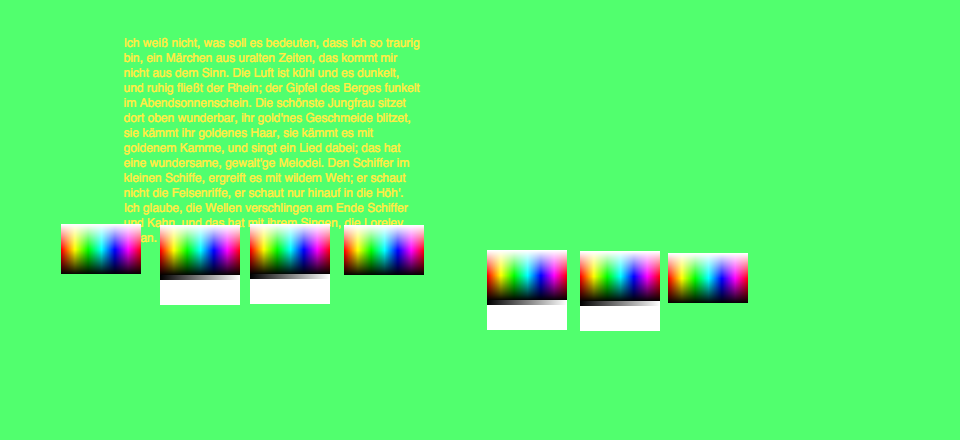 Ich weiß nicht, was soll es bedeuten, dass ich so traurig
bin, ein Märchen aus uralten Zeiten, das kommt mir
nicht aus dem Sinn. Die Luft ist kühl und es dunkelt,
und ruhig fließt der Rhein; der Gipfel des Berges funkelt
im Abendsonnenschein. Die schönste Jungfrau sitzet
dort oben wunderbar, ihr gold'nes Geschmeide blitzet,
sie kämmt ihr goldenes Haar, sie kämmt es mit
goldenem Kamme, und singt ein Lied dabei; das hat
eine wundersame, gewalt'ge Melodei. Den Schiffer im
kleinen Schiffe, ergreift es mit wildem Weh; er schaut
nicht die Felsenriffe, er schaut nur hinauf in die Höh'.
Ich glaube, die Wellen verschlingen am Ende Schiffer
und Kahn, und das hat mit ihrem Singen, die Loreley